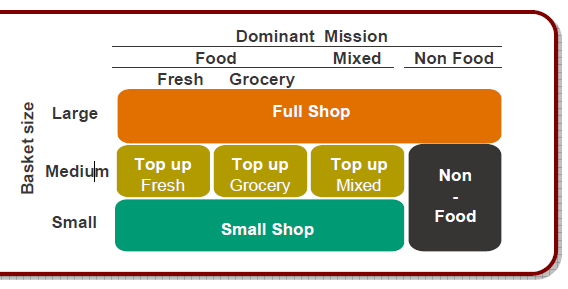 Dominant Mission
Food Mixed Non Food
Fresh Grocery
Basket size
Large
Full Shop
Medium
Top up Fresh
Top up Grocery
Top up Mixed
Non
-
Food
Small
Small Shop